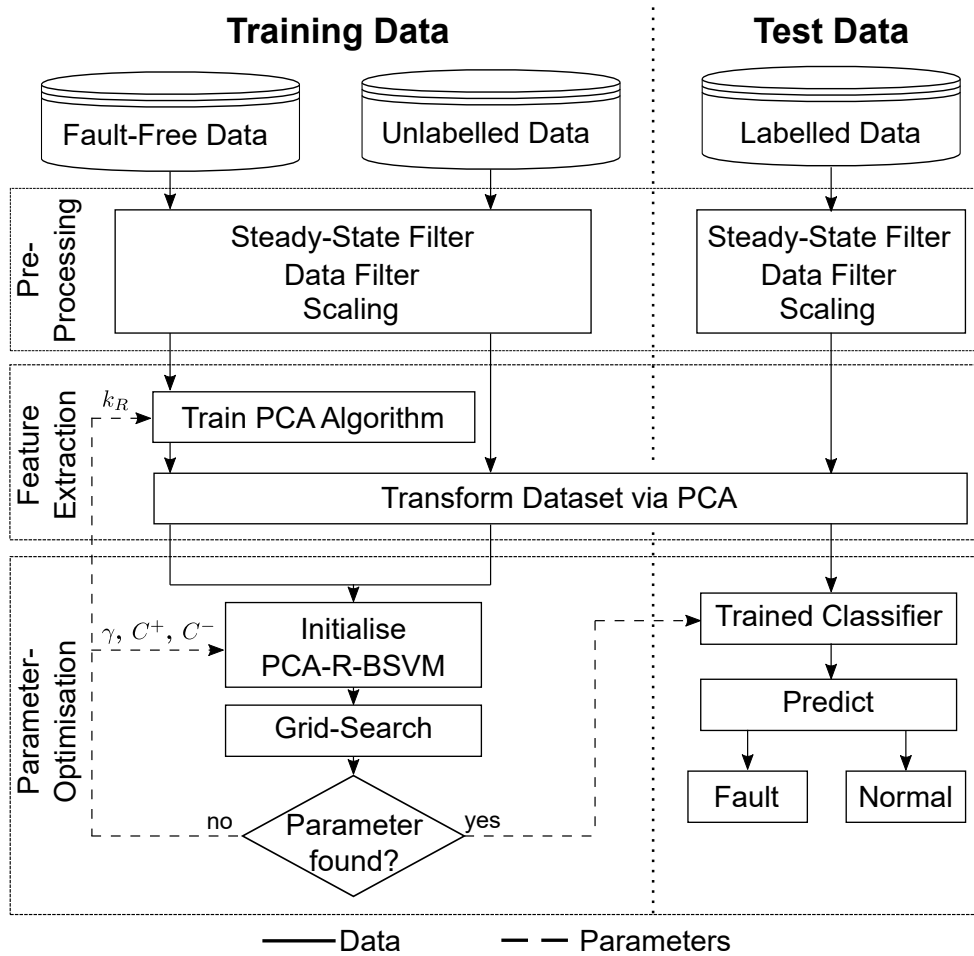 Training Data
Test Data
Fault-Free Data
Unlabelled Data
Labelled Data
Pre-
Processing
Steady-State Filter
Data Filter
Scaling
Steady-State Filter
Data Filter
Scaling
Feature
Extraction
k_R
Train PCA Algorithm
Transform Dataset via PCA
Parameter-
Optimisation
γ, C⁺, C⁻
Initialise
PCA-R-BSVM
Grid-Search
Parameter
found?
no
yes
Trained Classifier
Predict
Fault
Normal
Data
Parameters